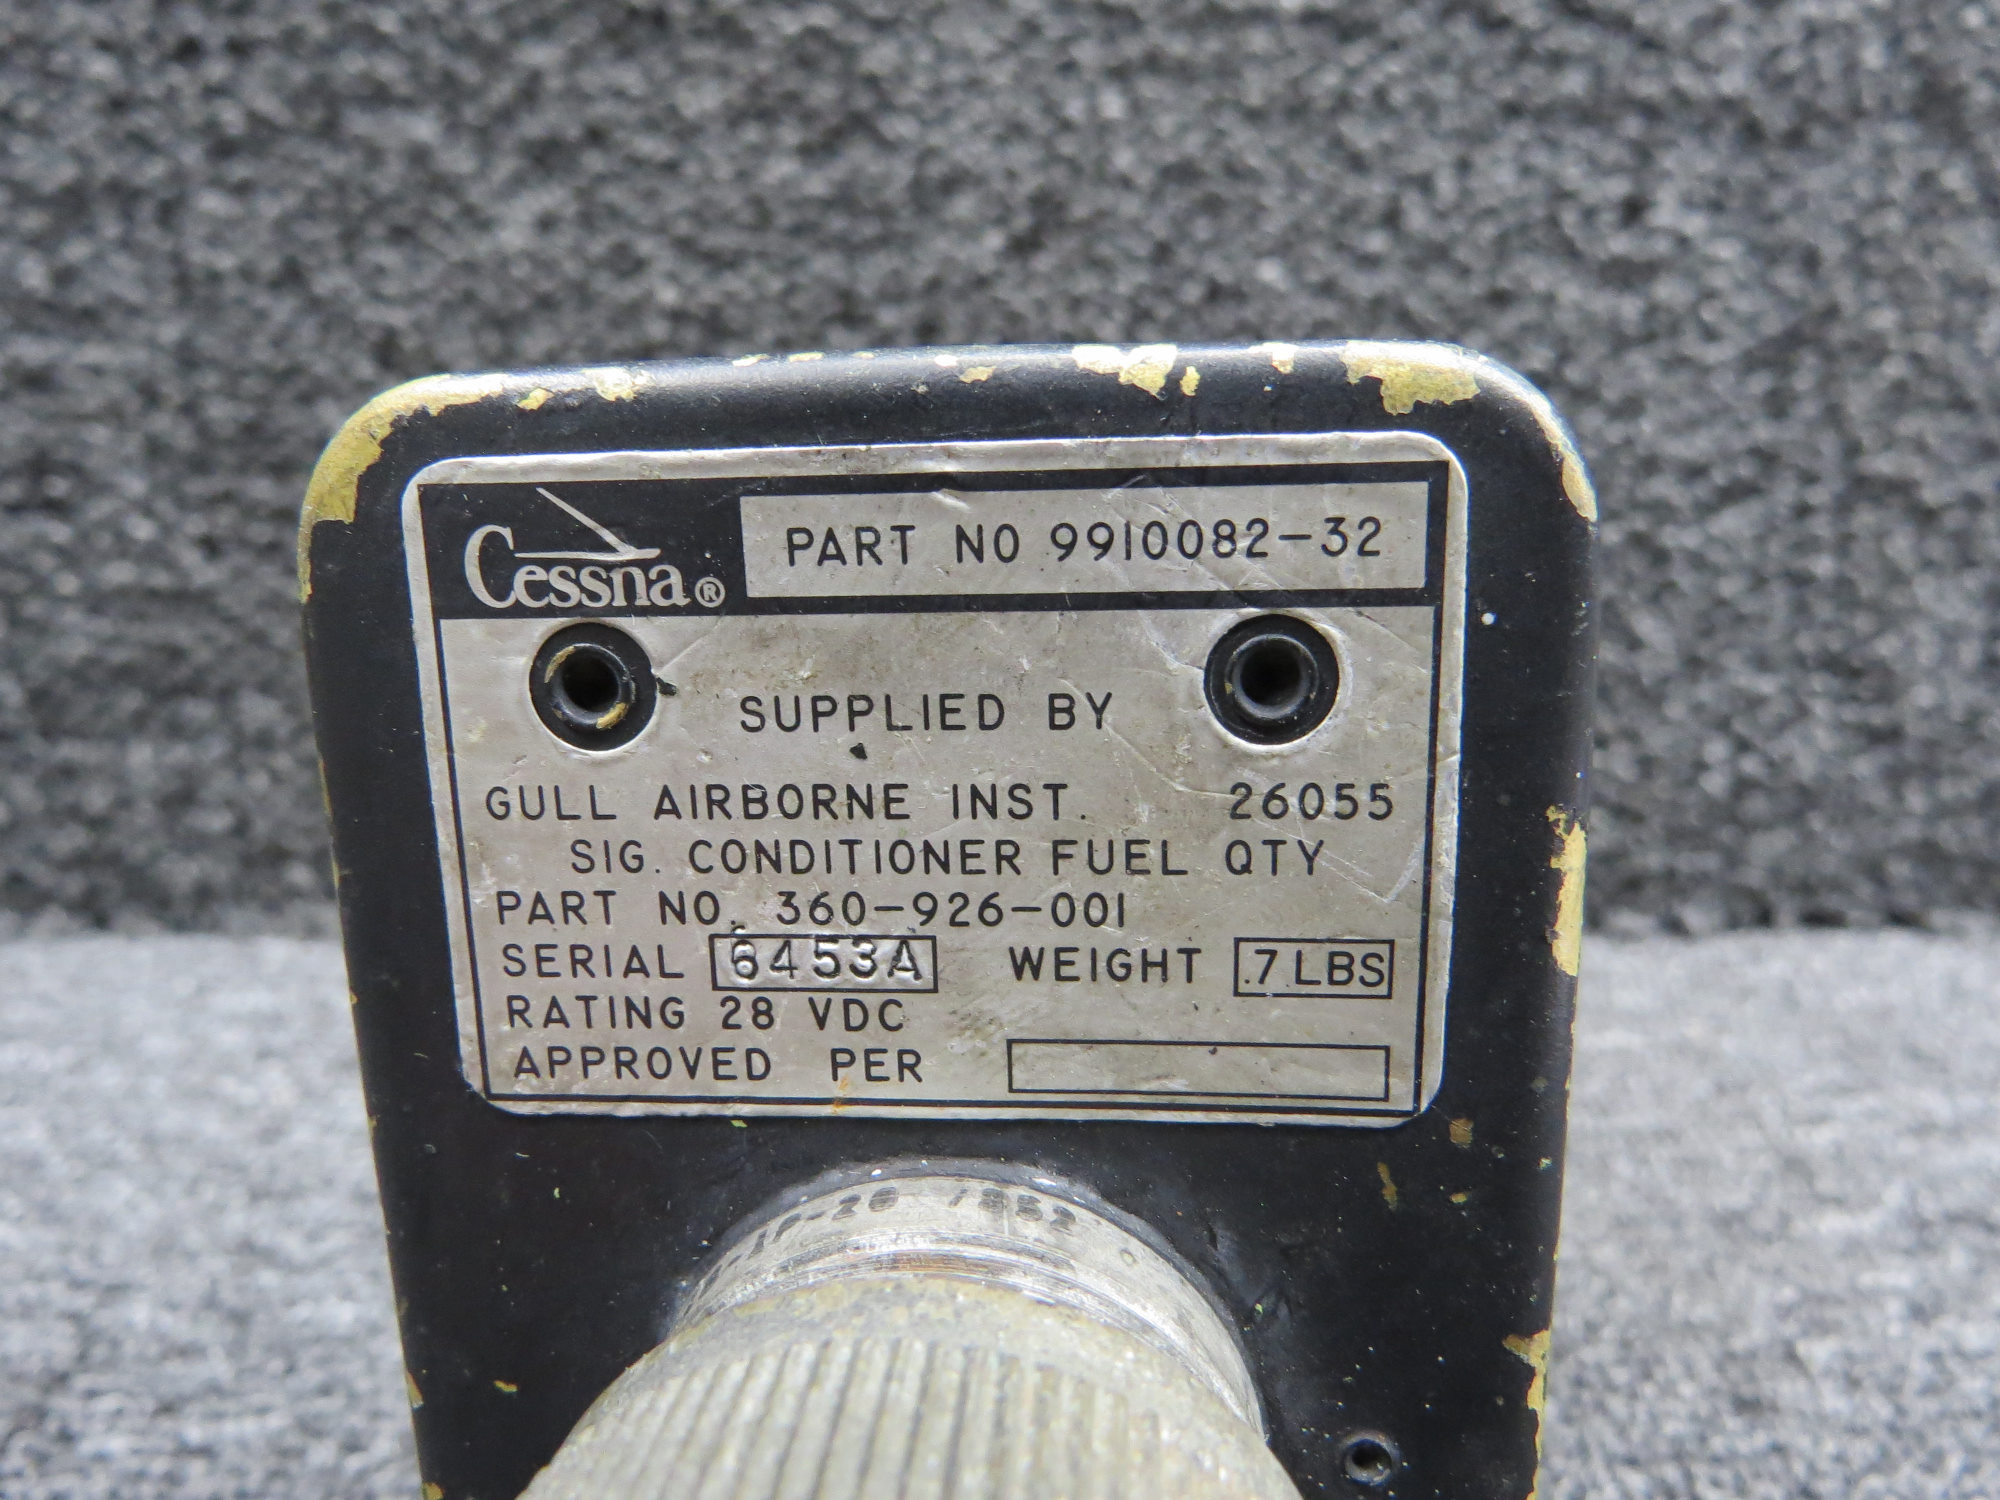 Cessna® PART NO 9910082-32
SUPPLIED BY
GULL AIRBORNE INST. 26055
SIG. CONDITIONER FUEL QTY
PART NO. 360-926-001
SERIAL 6453A WEIGHT .7 LBS
RATING 28 VDC
APPROVED PER